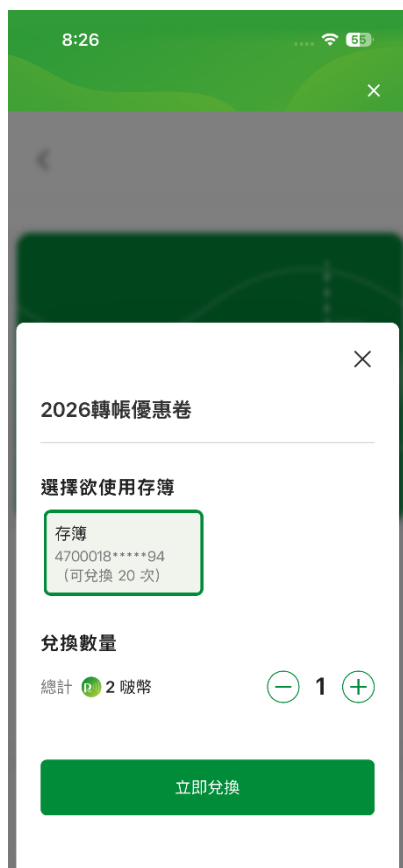 8:26
55
2026轉帳優惠卷
選擇欲使用存簿
存簿
4700018*****94
（可兌換 20 次）
兌換數量
總計 2 啵幣
1
立即兌換